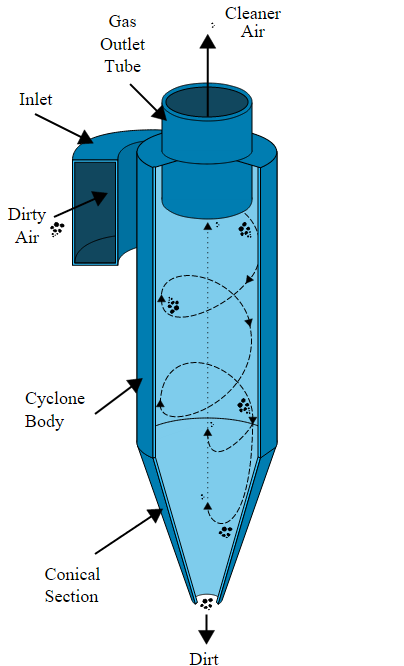 Gas
Outlet
Tube
Cleaner
Air
Inlet
Dirty
Air
Cyclone
Body
Conical
Section
Dirt